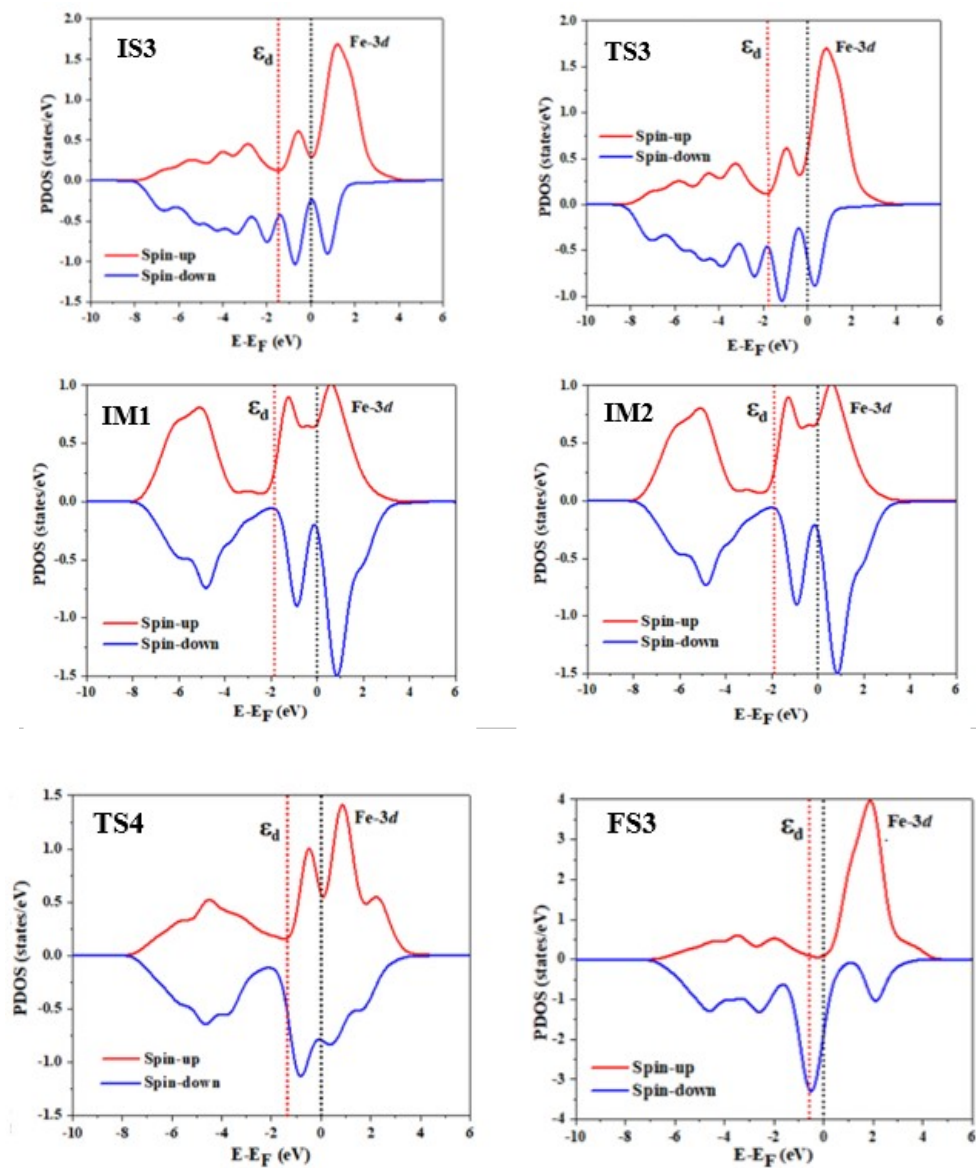 IS3
εd
Fe-3d
2.0
1.5
1.0
0.5
0.0
-0.5
-1.0
1.5
PDOS (states/eV)
Spin-up
Spin-down
-10 -8 -6 -4 -2 0 2 4 6
E-EF (eV)
TS3
εd
Fe-3d
2.0
1.5
1.0
0.5
0.0
-0.5
-1.0
PDOS (states/eV)
Spin-up
Spin-down
-10 -8 -6 -4 -2 0 2 4 6
E-EF (eV)
IM1
εd
Fe-3d
1.0
0.5
0.0
-0.5
-1.0
-1.5
PDOS (states/eV)
Spin-up
Spin-down
-10 -8 -6 -4 -2 0 2 4 6
E-EF (eV)
IM2
εd
Fe-3d
1.0
0.5
0.0
-0.5
-1.0
-1.5
PDOS (states/eV)
Spin-up
Spin-down
-10 -8 -6 -4 -2 0 2 4 6
E-EF (eV)
TS4
εd
Fe-3d
1.5
1.0
0.5
0.0
-0.5
-1.0
-1.5
PDOS (states/eV)
Spin-up
Spin-down
-10 -8 -6 -4 -2 0 2 4 6
E-EF (eV)
FS3
εd
Fe-3d
4
3
2
1
0
-1
-2
-3
-4
PDOS (states/eV)
Spin-up
Spin-down
-10 -8 -6 -4 -2 0 2 4 6
E-EF (eV)